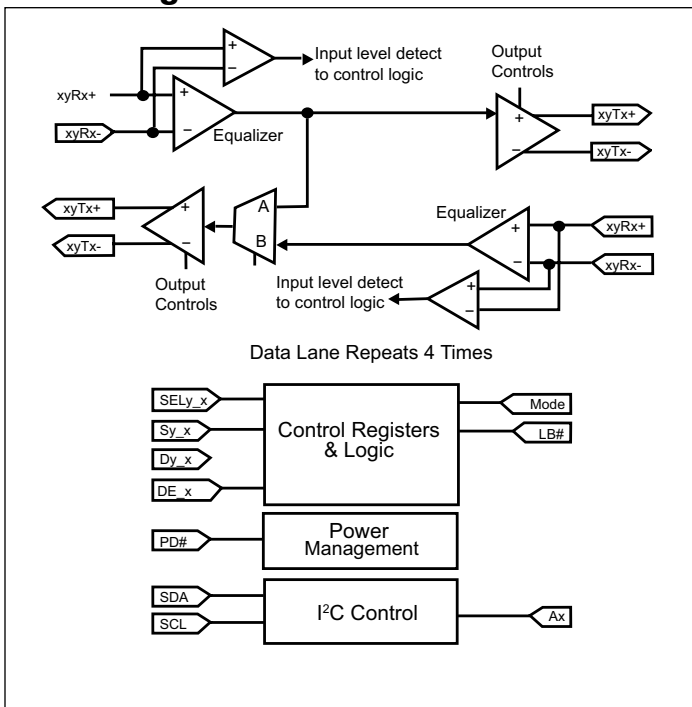 Input level detect
to control logic
Output
Controls
xyRx+
xyRx-
+
−
+
−
Equalizer
+
−
xyTx+
xyTx-
xyTx+
xyTx-
+
−
A
B
Output
Controls
Equalizer
+
−
xyRx+
xyRx-
Input level detect
to control logic
+
−
Data Lane Repeats 4 Times
SELy_x
Sy_x
Dy_x
DE_x
Control Registers
& Logic
Mode
LB#
PD#
Power
Management
SDA
SCL
I²C Control
Ax